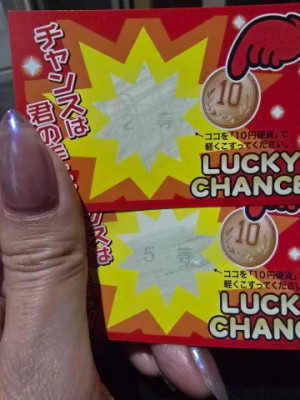 チャンスは
君の
2 等
10
ココを「10円硬貨」で
軽くこすってください。
LUCKY
CHANCE
スは
5 等
10
ココを「10円硬貨」
軽くこすってくださ
LUCKY
CHANC